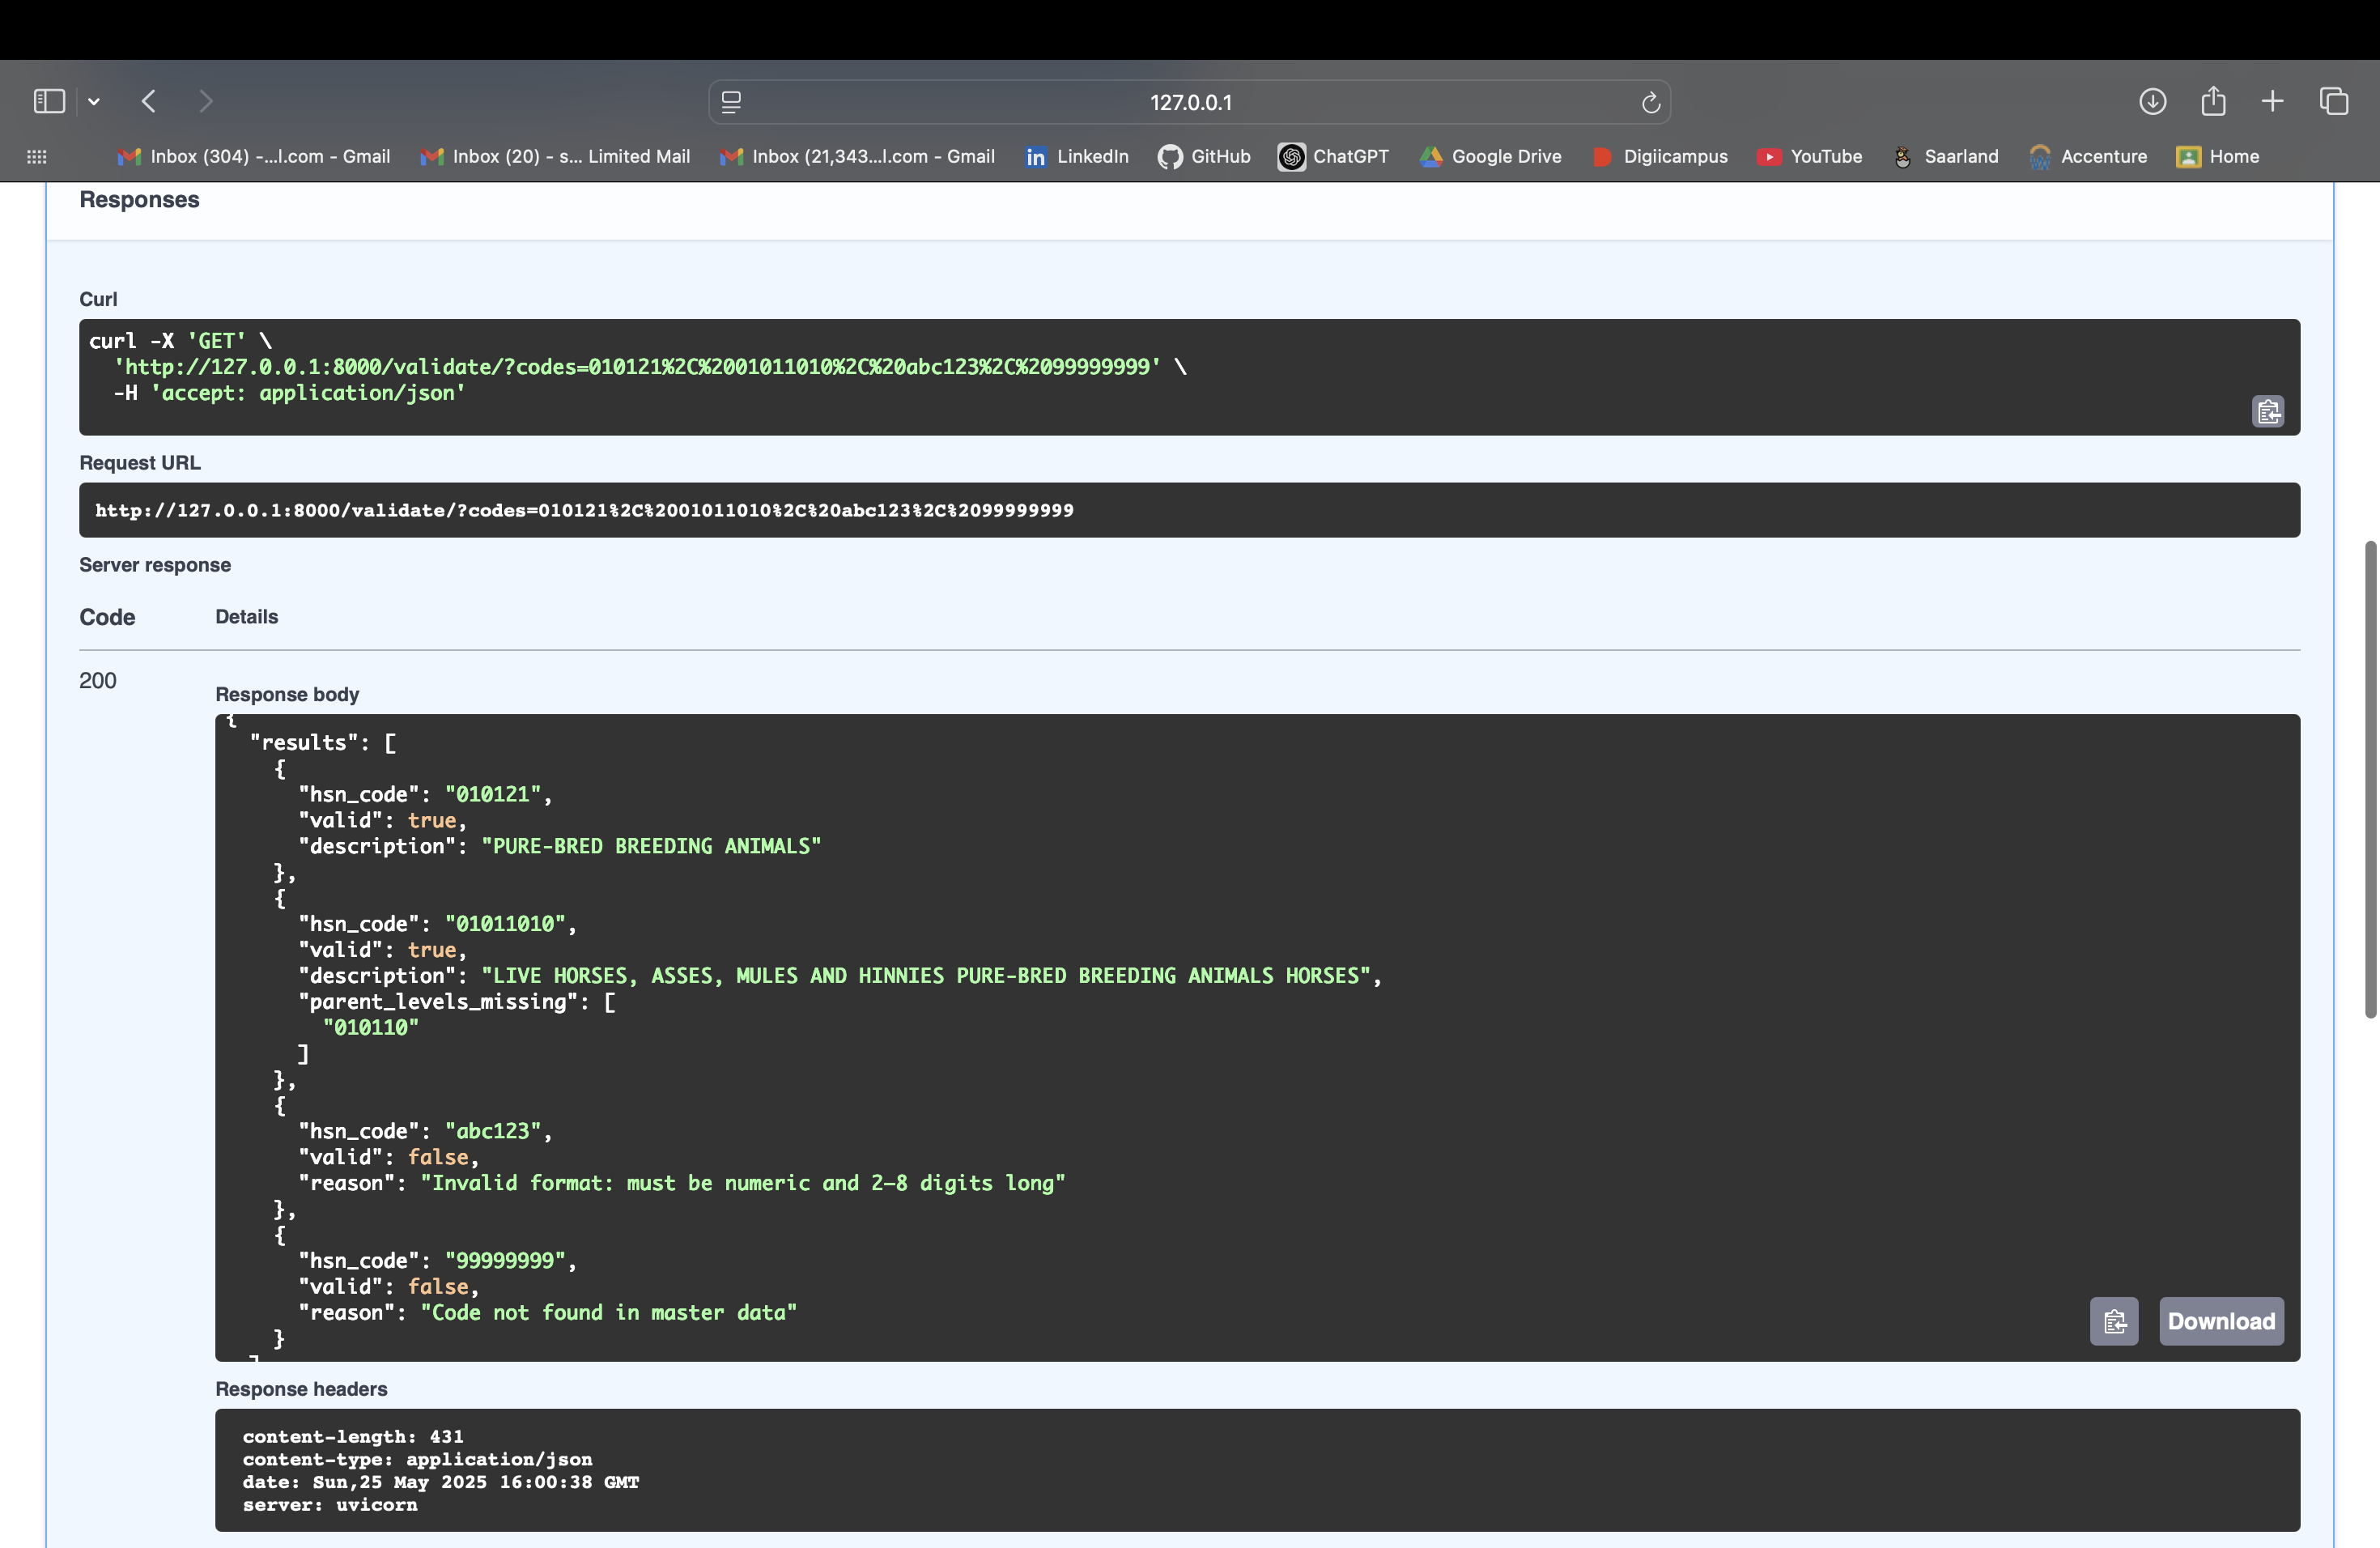 127.0.0.1
Inbox (304) -...l.com - Gmail
Inbox (20) - s... Limited Mail
Inbox (21,343...l.com - Gmail
in LinkedIn
GitHub
ChatGPT
Google Drive
Digiicampus
YouTube
Saarland
Accenture
Home
Responses
Curl
curl -X 'GET' \
  'http://127.0.0.1:8000/validate/?codes=010121%2C%2001011010%2C%20abc123%2C%2099999999' \
  -H 'accept: application/json'
Request URL
http://127.0.0.1:8000/validate/?codes=010121%2C%2001011010%2C%20abc123%2C%2099999999
Server response
Code Details
200
Response body
{
  "results": [
    {
      "hsn_code": "010121",
      "valid": true,
      "description": "PURE-BRED BREEDING ANIMALS"
    },
    {
      "hsn_code": "01011010",
      "valid": true,
      "description": "LIVE HORSES, ASSES, MULES AND HINNIES PURE-BRED BREEDING ANIMALS HORSES",
      "parent_levels_missing": [
        "010110"
      ]
    },
    {
      "hsn_code": "abc123",
      "valid": false,
      "reason": "Invalid format: must be numeric and 2–8 digits long"
    },
    {
      "hsn_code": "99999999",
      "valid": false,
      "reason": "Code not found in master data"
    }
  ]
Download
Response headers
content-length: 431
content-type: application/json
date: Sun,25 May 2025 16:00:38 GMT
server: uvicorn